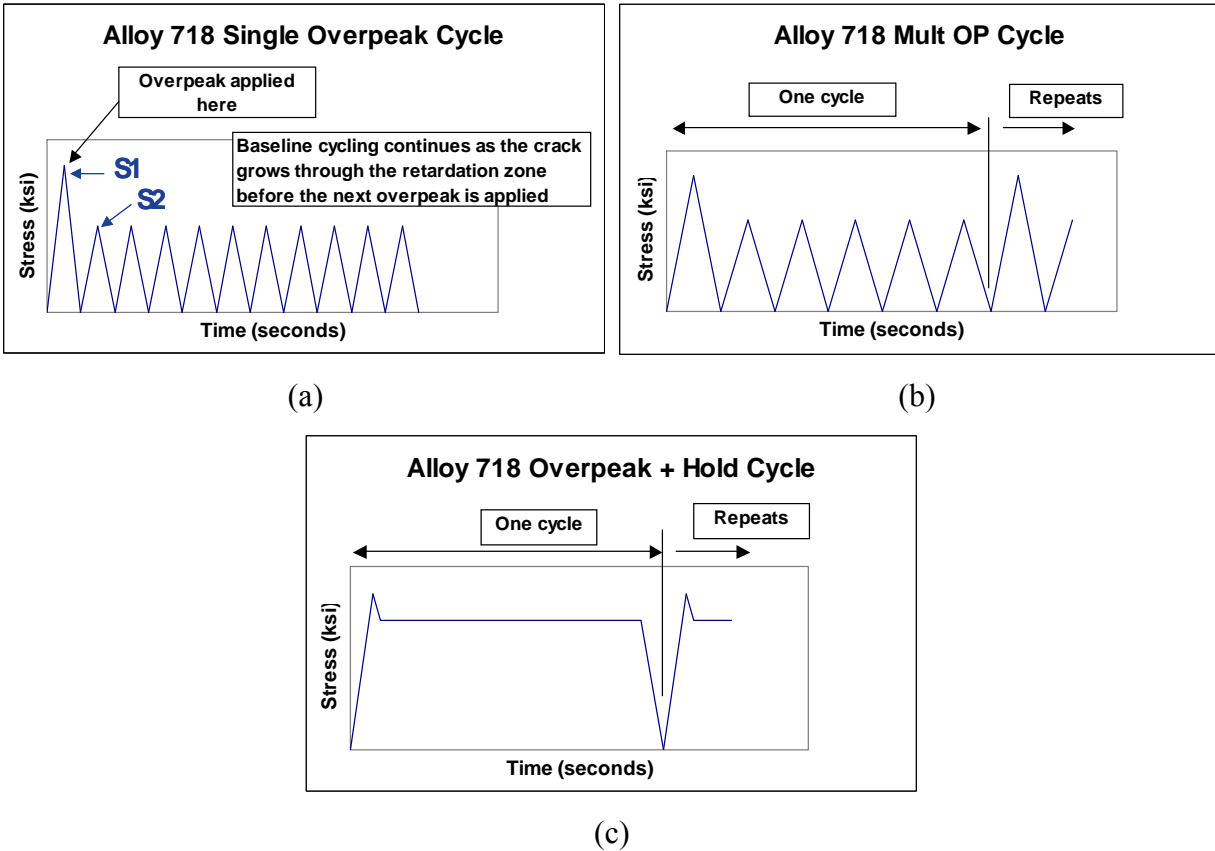 Alloy 718 Single Overpeak Cycle
Overpeak applied
here
Baseline cycling continues as the crack
grows through the retardation zone
before the next overpeak is applied
S1
S2
Stress (ksi)
Time (seconds)
(a)
Alloy 718 Mult OP Cycle
One cycle
Repeats
Stress (ksi)
Time (seconds)
(b)
Alloy 718 Overpeak + Hold Cycle
One cycle
Repeats
Stress (ksi)
Time (seconds)
(c)